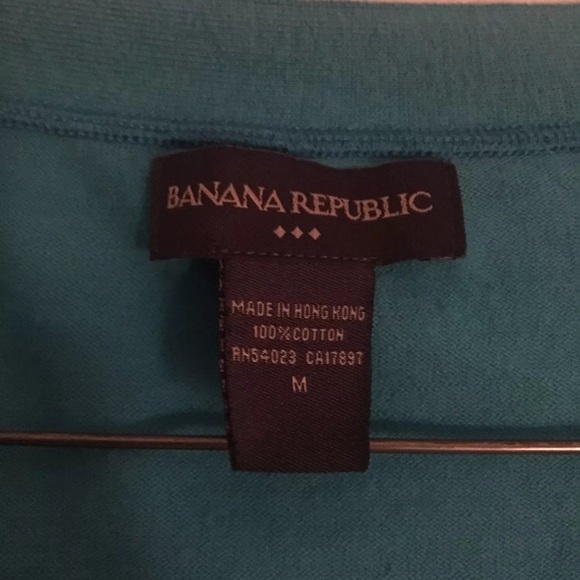 BANANA REPUBLIC
MADE IN HONG KONG
100%COTTON
RN54023 CA17897
M